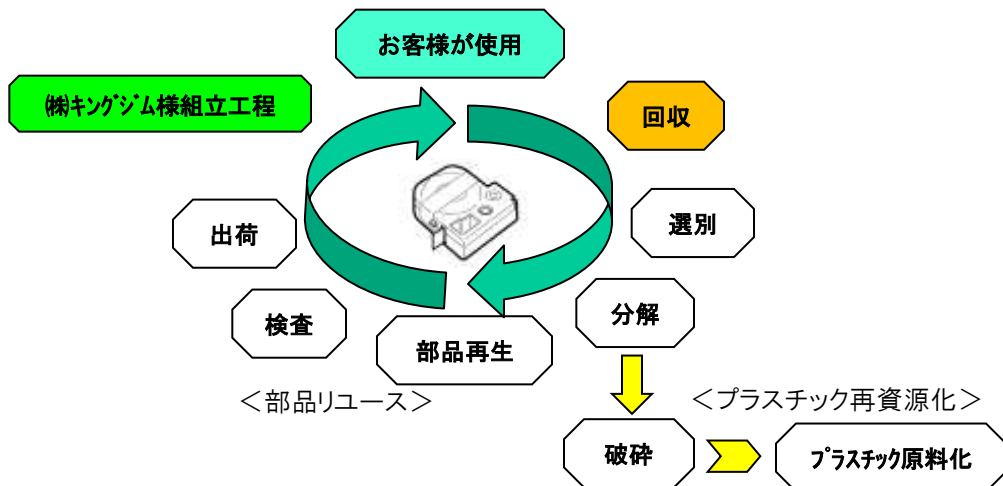 お客様が使用
㈱ｷﾝｸﾞｼﾞﾑ様組立工程
回収
選別
出荷
分解
検査
部品再生
＜部品リユース＞
＜プラスチック再資源化＞
破砕
ﾌﾟﾗｽﾁｯｸ原料化